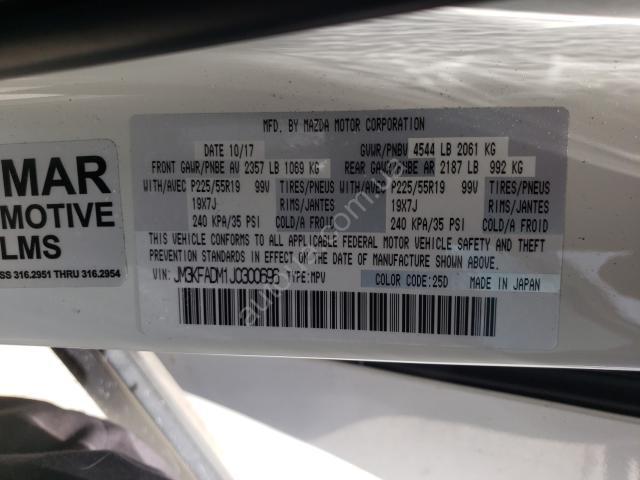 MFD. BY MAZDA MOTOR CORPORATION
DATE 10/17 GVWR/PNBV 4544 LB 2061 KG
FRONT GAWR/PNBE AV 2357 LB 1069 KG REAR GAWR/PNBE AR 2187 LB 992 KG
WITH/AVEC P225/55R19 99V TIRES/PNEUS WITH/AVEC P225/55R19 99V TIRES/PNEUS
19X7J RIMS/JANTES 19X7J RIMS/JANTES
240 KPA/35 PSI COLD/A FROID 240 KPA/35 PSI COLD/A FROID
THIS VEHICLE CONFORMS TO ALL APPLICABLE FEDERAL MOTOR VEHICLE SAFETY AND THEFT
PREVENTION STANDARDS IN EFFECT ON THE DATE OF MANUFACTURE SHOWN ABOVE.
VIN: JM3KFADM1J0300696 TYPE:MPV COLOR CODE:25D MADE IN JAPAN
MAR
MOTIVE
LMS
SS 316.2951 THRU 316.2954